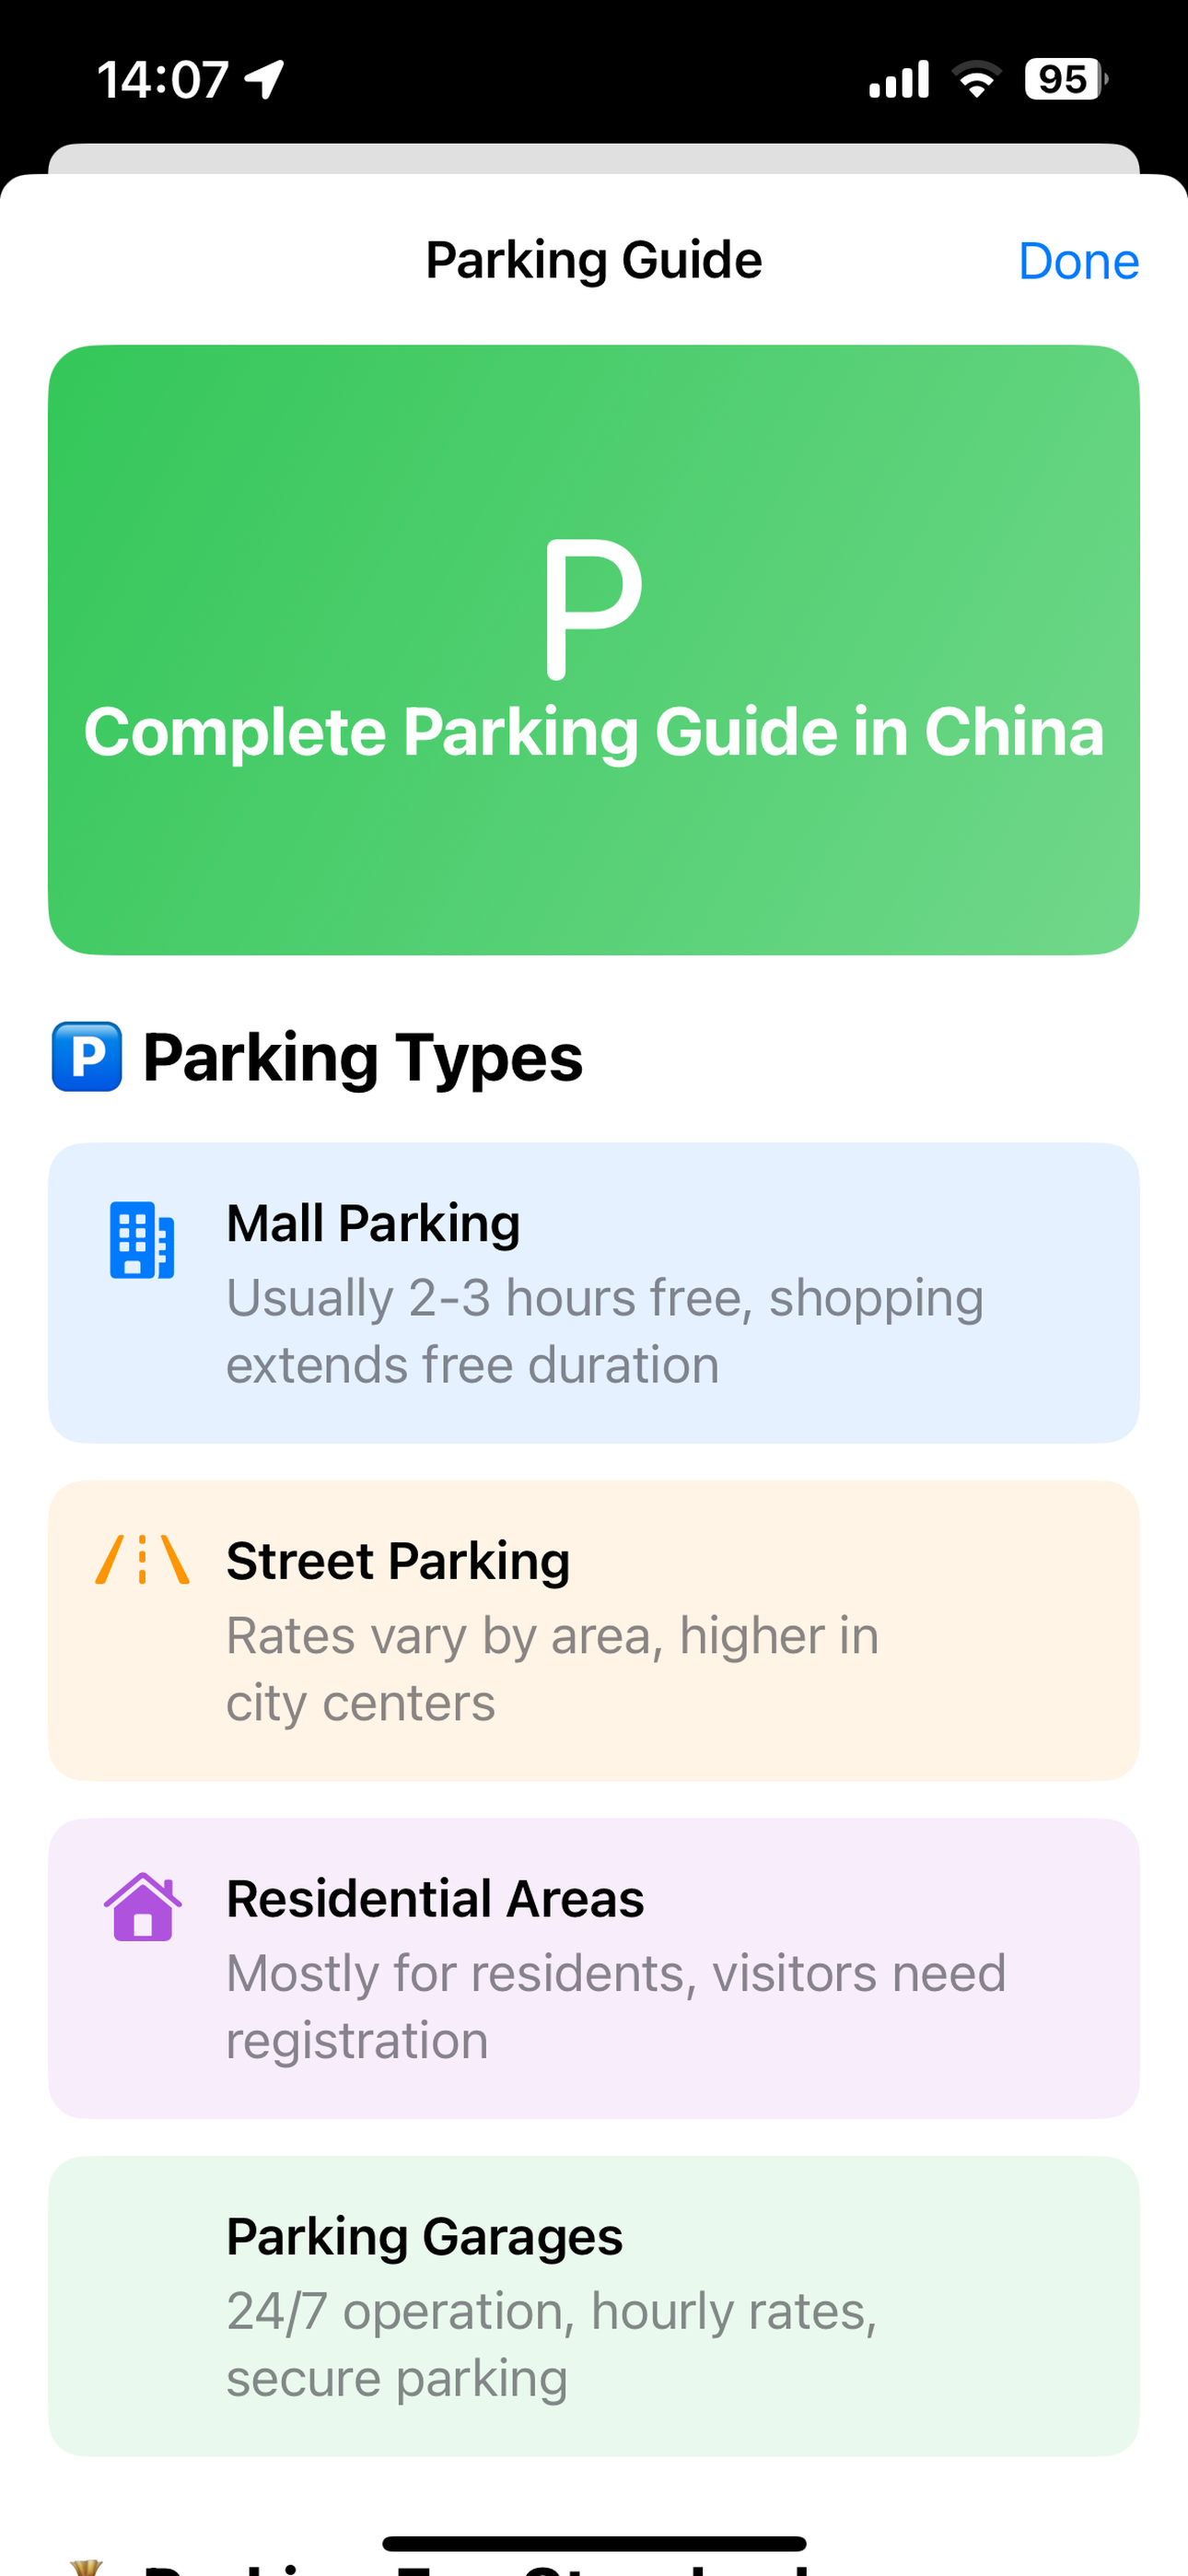 14:07
95
Parking Guide
Done
P
Complete Parking Guide in China
P Parking Types
Mall Parking
Usually 2-3 hours free, shopping
extends free duration
Street Parking
Rates vary by area, higher in
city centers
Residential Areas
Mostly for residents, visitors need
registration
Parking Garages
24/7 operation, hourly rates,
secure parking